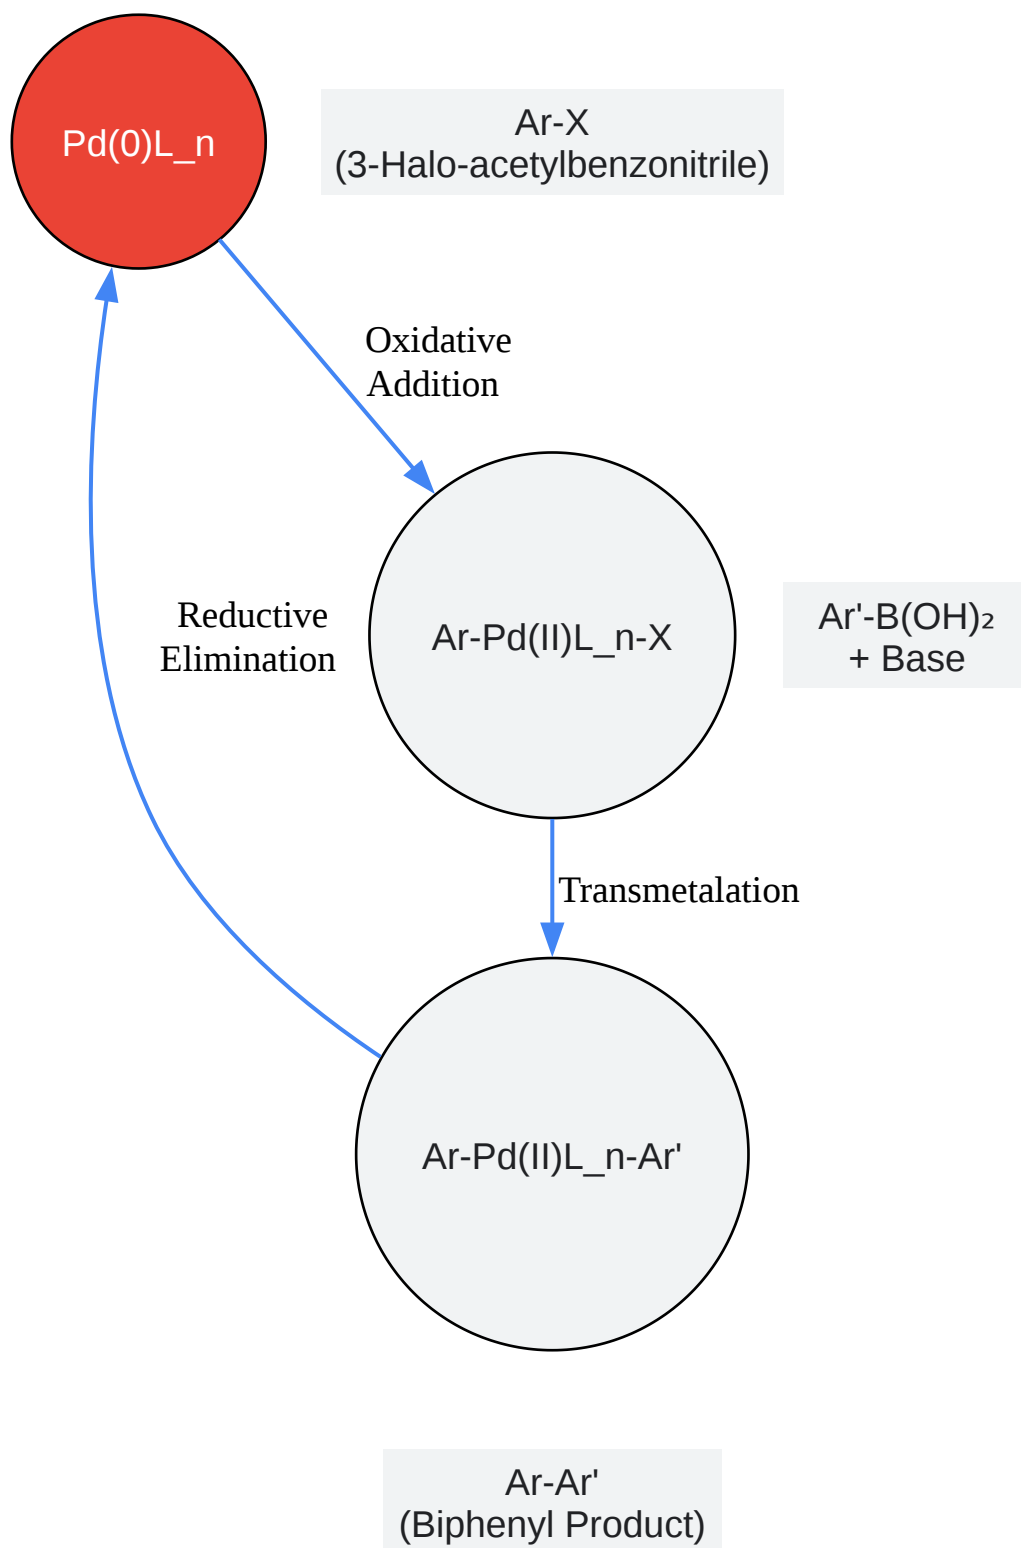 Pd(0)L_n
Ar-X
(3-Halo-acetylbenzonitrile)
Oxidative
Addition
Reductive
Elimination
Ar-Pd(II)L_n-X
Ar'-B(OH)₂
+ Base
Transmetalation
Ar-Pd(II)L_n-Ar'
Ar-Ar'
(Biphenyl Product)